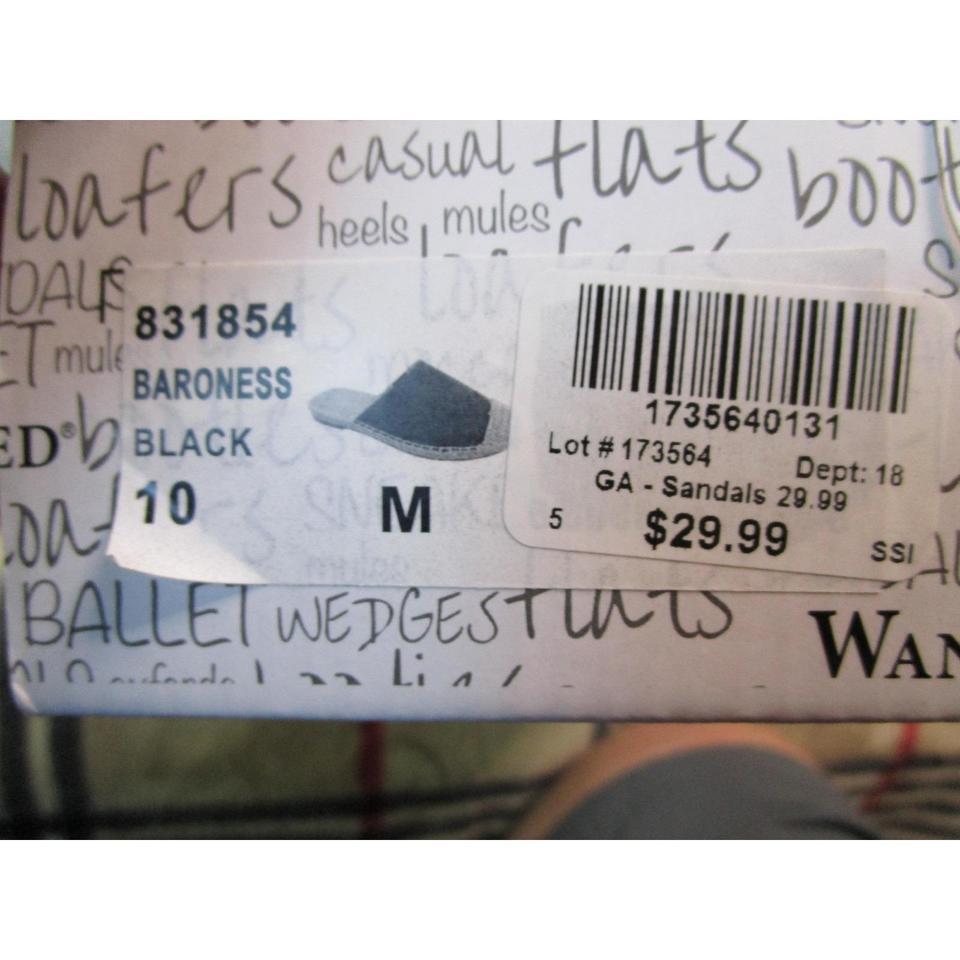 loafers casual flats boot
heels mules
DALS
ET mule
ED® b
831854
BARONESS
BLACK
10 M
1735640131
Lot # 173564 Dept: 18
GA - Sandals 29.99
5 $29.99 SSI
BALLET WEDGES flats
WAN